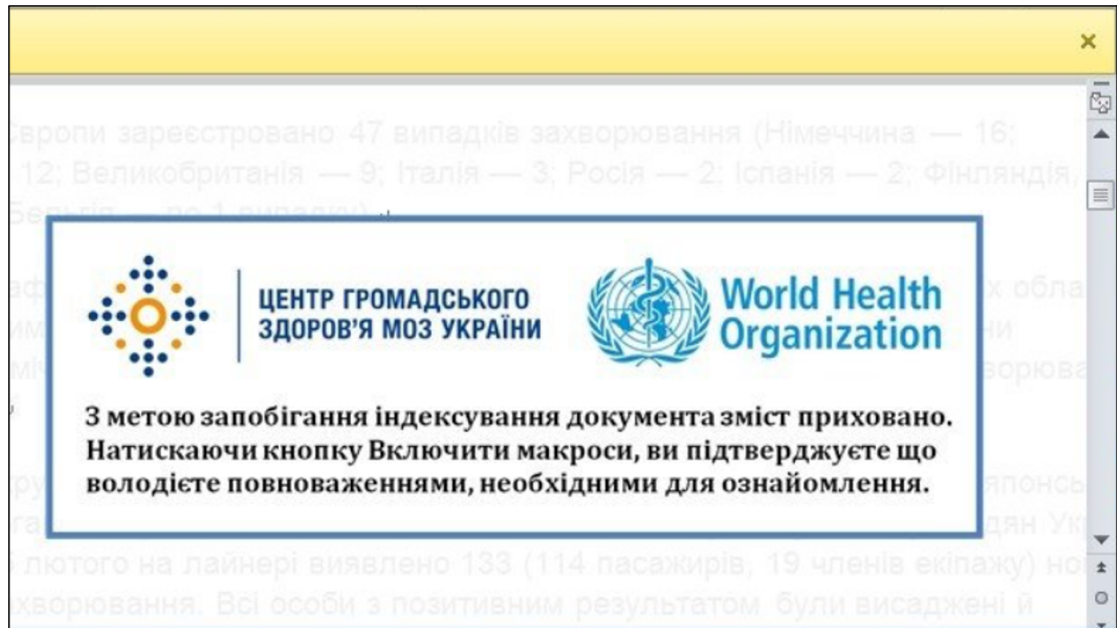 Європи зареєстровано 47 випадків захворювання (Німеччина — 16;
12; Великобританія — 9; Італія — 3; Росія — 2; Іспанія — 2; Фінляндія,
по 1 випадку)
ЦЕНТР ГРОМАДСЬКОГО
ЗДОРОВ'Я МОЗ УКРАЇНИ
World Health
Organization
З метою запобігання індексування документа зміст приховано.
Натискаючи кнопку Включити макроси, ви підтверджуєте що
володієте повноваженнями, необхідними для ознайомлення.
лютого на лайнері виявлено 133 (114 пасажирів, 19 членів екіпажу)
Всі особи з позитивним результатом були висаджені й